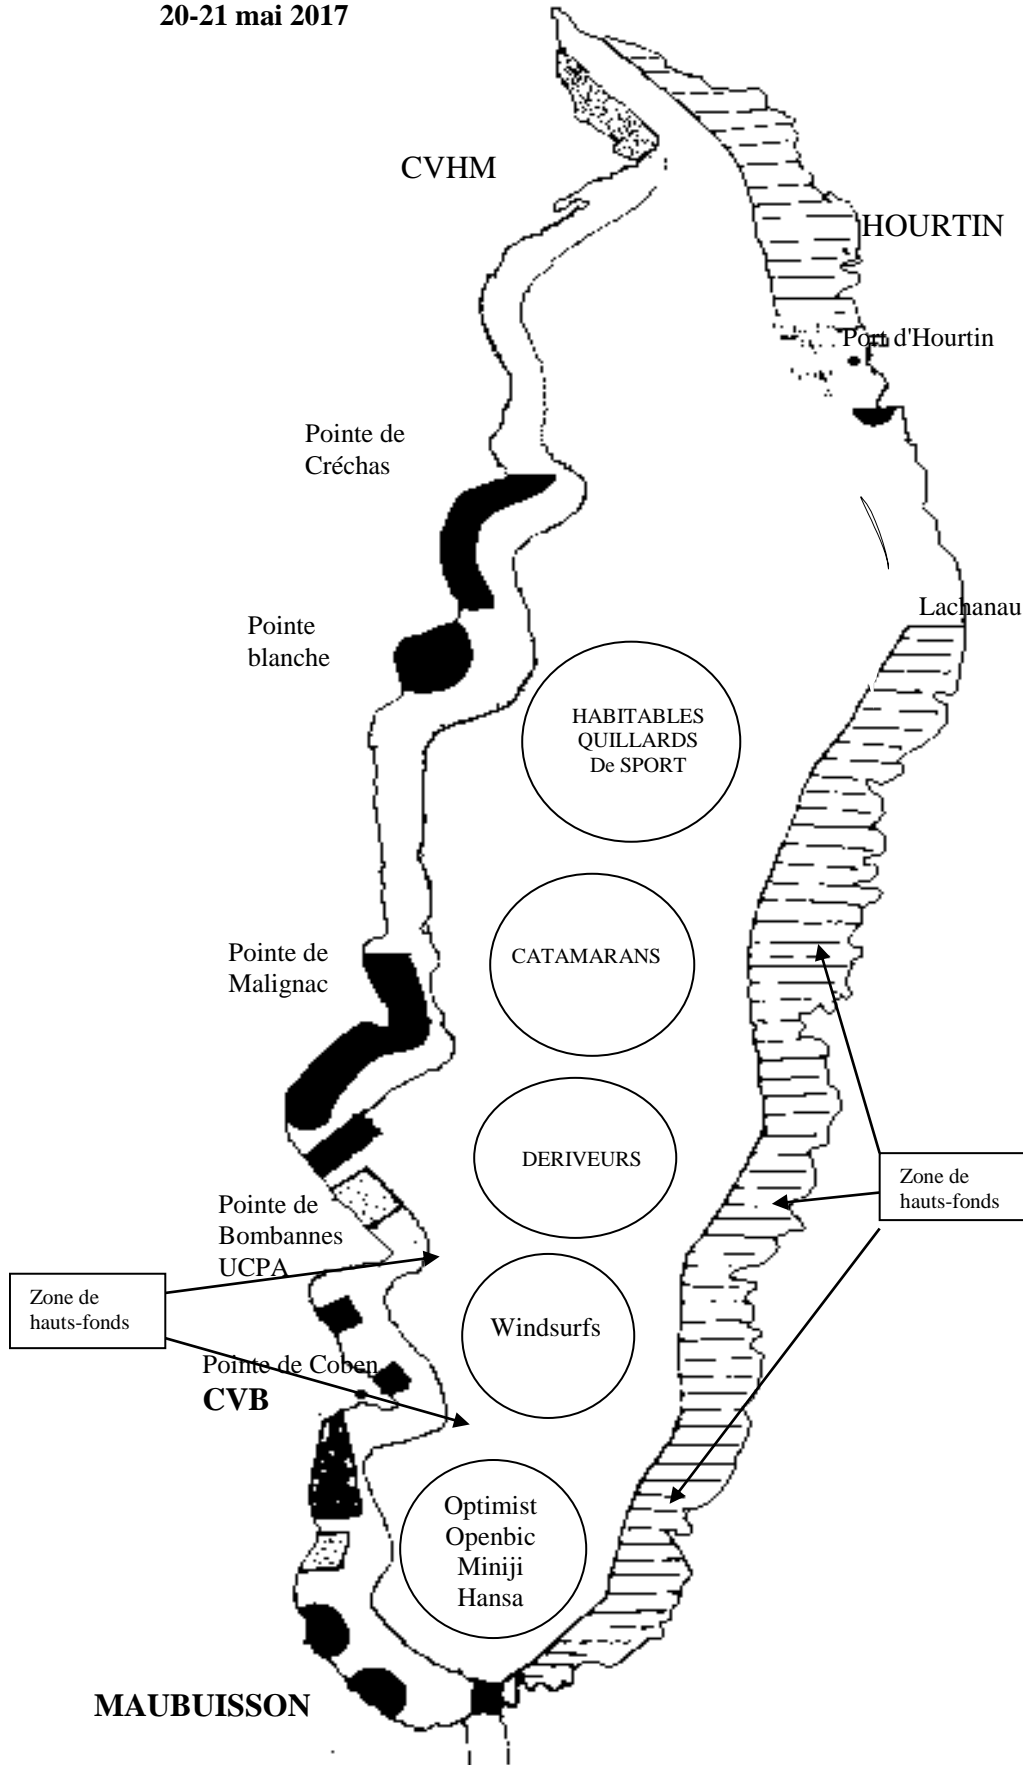 20-21 mai 2017
CVHM
HOURTIN
Port d'Hourtin
Pointe de
Créchas
Lachanau
Pointe
blanche
HABITABLES
QUILLARDS
De SPORT
Pointe de
Malignac
CATAMARANS
DERIVEURS
Zone de
hauts-fonds
Pointe de
Bombannes
UCPA
Zone de
hauts-fonds
Windsurfs
Pointe de Coben
CVB
Optimist
Openbic
Miniji
Hansa
MAUBUISSON